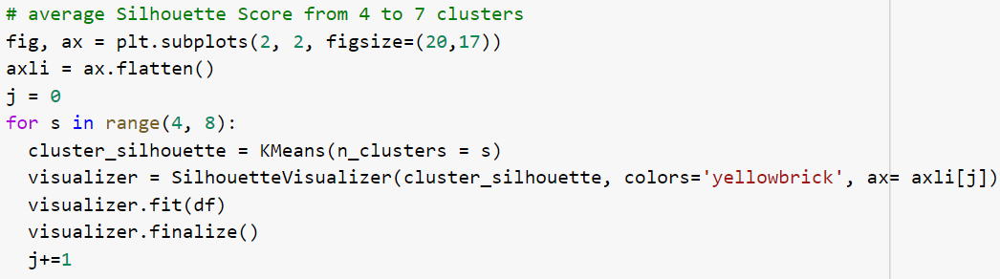 # average Silhouette Score from 4 to 7 clusters
fig, ax = plt.subplots(2, 2, figsize=(20,17))
axli = ax.flatten()
j = 0
for s in range(4, 8):
  cluster_silhouette = KMeans(n_clusters = s)
  visualizer = SilhouetteVisualizer(cluster_silhouette, colors='yellowbrick', ax= axli[j])
  visualizer.fit(df)
  visualizer.finalize()
  j+=1